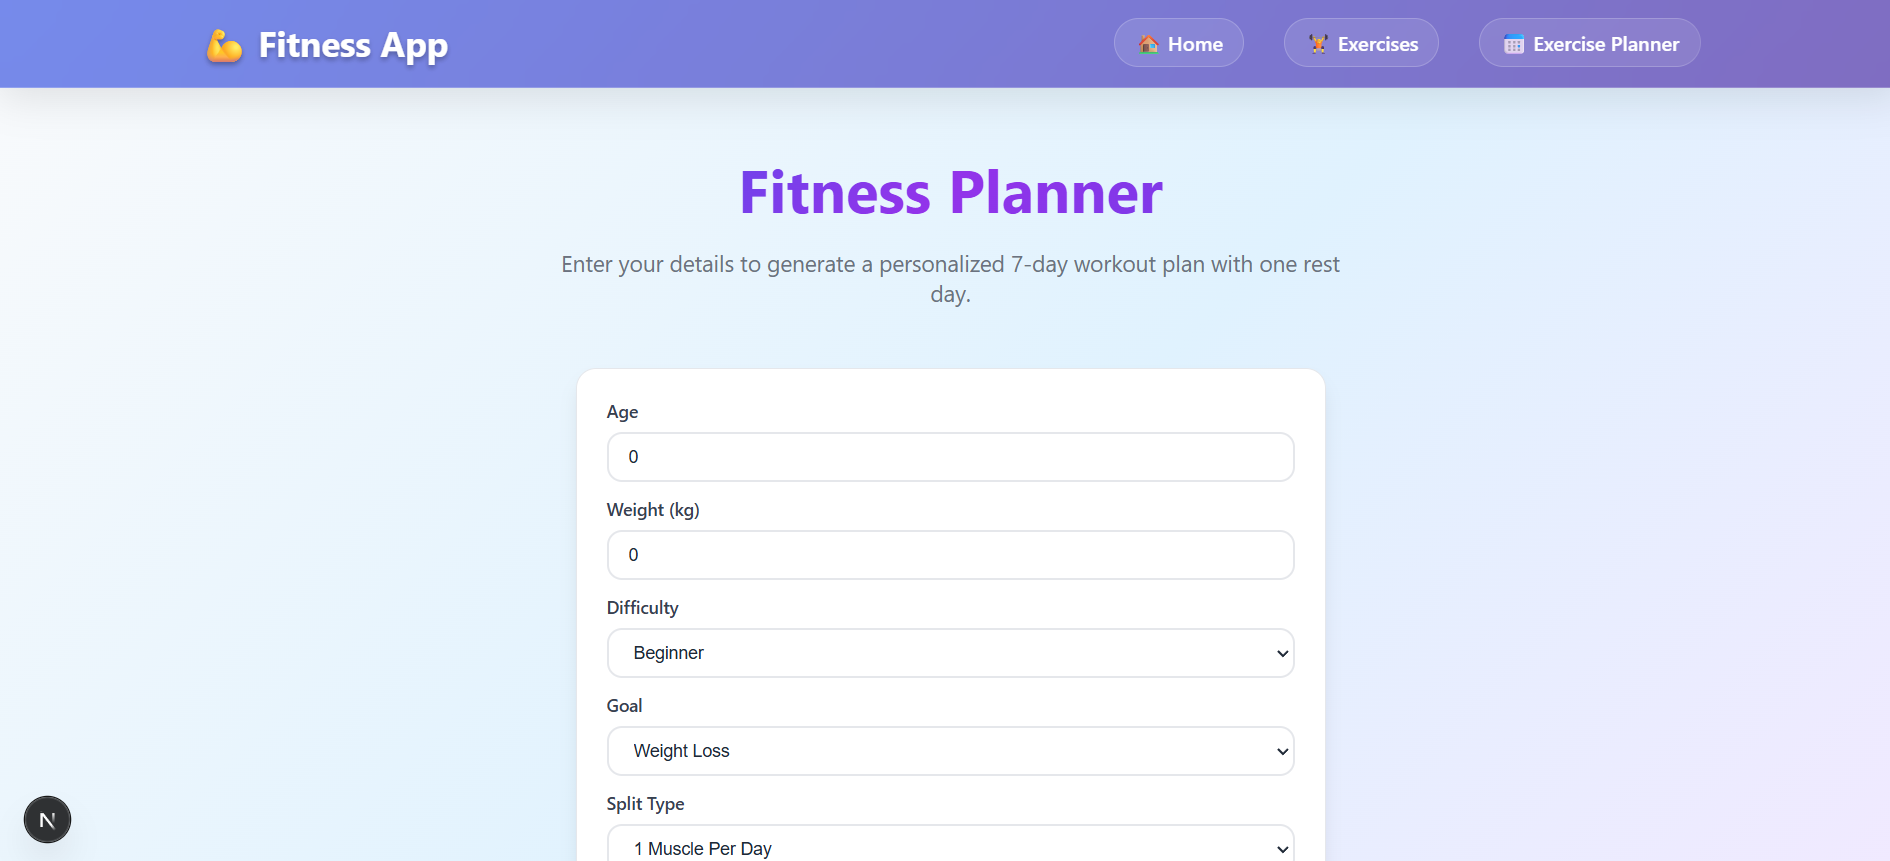 Fitness App
Home
Exercises
Exercise Planner
Fitness Planner
Enter your details to generate a personalized 7-day workout plan with one rest
day.
Age
0
Weight (kg)
0
Difficulty
Beginner
Goal
Weight Loss
Split Type
1 Muscle Per Day
N